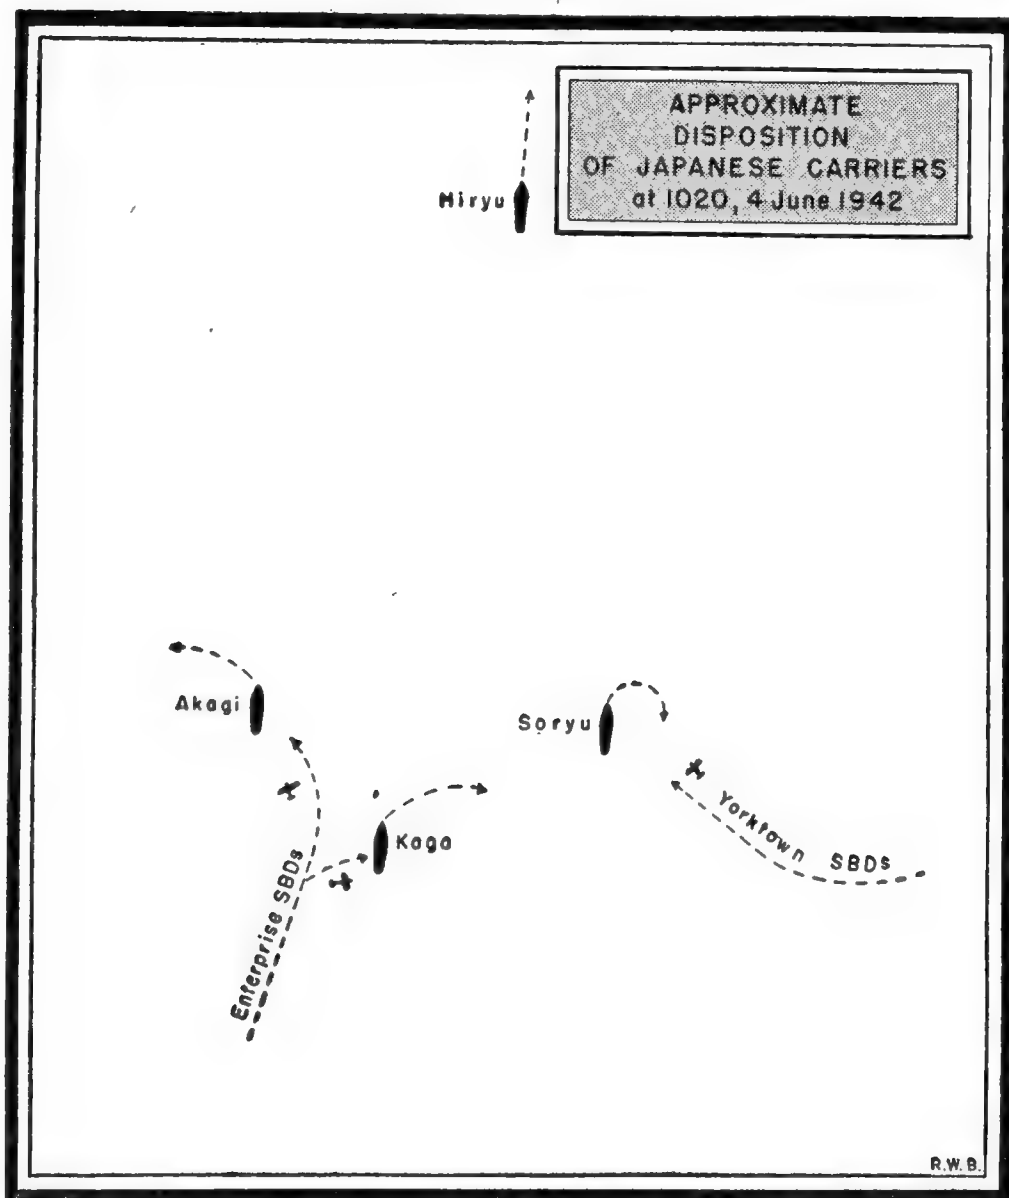 APPROXIMATE
DISPOSITION
OF JAPANESE CARRIERS
at 1020, 4 June 1942
Hiryu
Akagi
Soryu
Kaga
Yorktown SBDs
Enterprise SBDs
R.W.B.